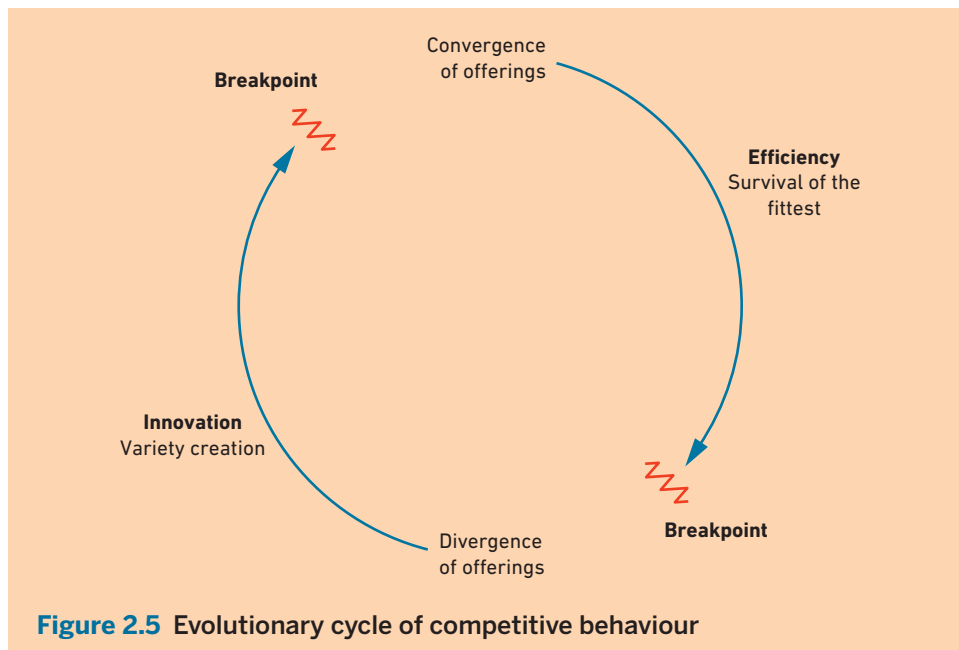 Convergence
of offerings
Breakpoint
Efficiency
Survival of the
fittest
Innovation
Variety creation
Breakpoint
Divergence
of offerings
Figure 2.5 Evolutionary cycle of competitive behaviour